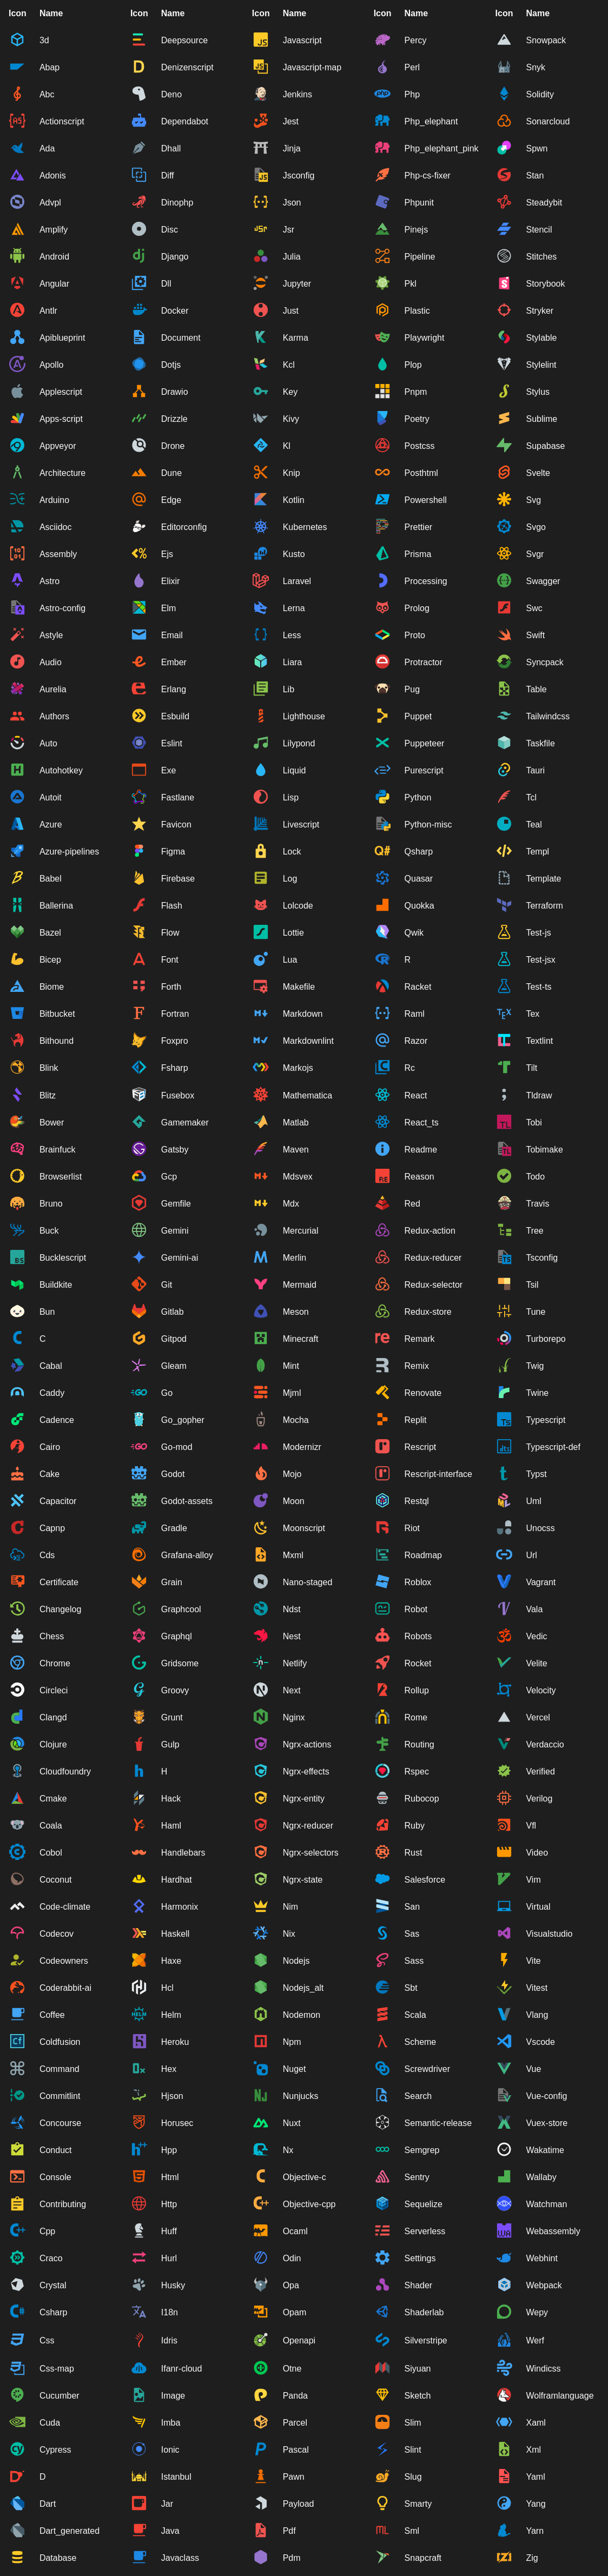 Icon Name Icon Name Icon Name Icon Name Icon Name
3d Deepsource Javascript Percy Snowpack
Abap Denizenscript Javascript-map Perl Snyk
Abc Deno Jenkins Php Solidity
Actionscript Dependabot Jest Php_elephant Sonarcloud
Ada Dhall Jinja Php_elephant_pink Spwn
Adonis Diff Jsconfig Php-cs-fixer Stan
Advpl Dinophp Json Phpunit Steadybit
Amplify Disc Jsr Pinejs Stencil
Android Django Julia Pipeline Stitches
Angular Dll Jupyter Pkl Storybook
Antlr Docker Just Plastic Stryker
Apiblueprint Document Karma Playwright Stylable
Apollo Dotjs Kcl Plop Stylelint
Applescript Drawio Key Pnpm Stylus
Apps-script Drizzle Kivy Poetry Sublime
Appveyor Drone Kl Postcss Supabase
Architecture Dune Knip Posthtml Svelte
Arduino Edge Kotlin Powershell Svg
Asciidoc Editorconfig Kubernetes Prettier Svgo
Assembly Ejs Kusto Prisma Svgr
Astro Elixir Laravel Processing Swagger
Astro-config Elm Lerna Prolog Swc
Astyle Email Less Proto Swift
Audio Ember Liara Protractor Syncpack
Aurelia Erlang Lib Pug Table
Authors Esbuild Lighthouse Puppet Tailwindcss
Auto Eslint Lilypond Puppeteer Taskfile
Autohotkey Exe Liquid Purescript Tauri
Autoit Fastlane Lisp Python Tcl
Azure Favicon Livescript Python-misc Teal
Azure-pipelines Figma Lock Qsharp Templ
Babel Firebase Log Quasar Template
Ballerina Flash Lolcode Quokka Terraform
Bazel Flow Lottie Qwik Test-js
Bicep Font Lua R Test-jsx
Biome Forth Makefile Racket Test-ts
Bitbucket Fortran Markdown Raml Tex
Bithound Foxpro Markdownlint Razor Textlint
Blink Fsharp Markojs Rc Tilt
Blitz Fusebox Mathematica React Tldraw
Bower Gamemaker Matlab React_ts Tobi
Brainfuck Gatsby Maven Readme Tobimake
Browserlist Gcp Mdsvex Reason Todo
Bruno Gemfile Mdx Red Travis
Buck Gemini Mercurial Redux-action Tree
Bucklescript Gemini-ai Merlin Redux-reducer Tsconfig
Buildkite Git Mermaid Redux-selector Tsil
Bun Gitlab Meson Redux-store Tune
C Gitpod Minecraft Remark Turborepo
Cabal Gleam Mint Remix Twig
Caddy Go Mjml Renovate Twine
Cadence Go_gopher Mocha Replit Typescript
Cairo Go-mod Modernizr Rescript Typescript-def
Cake Godot Mojo Rescript-interface Typst
Capacitor Godot-assets Moon Restql Uml
Capnp Gradle Moonscript Riot Unocss
Cds Grafana-alloy Mxml Roadmap Url
Certificate Grain Nano-staged Roblox Vagrant
Changelog Graphcool Ndst Robot Vala
Chess Graphql Nest Robots Vedic
Chrome Gridsome Netlify Rocket Velite
Circleci Groovy Next Rollup Velocity
Clangd Grunt Nginx Rome Vercel
Clojure Gulp Ngrx-actions Routing Verdaccio
Cloudfoundry H Ngrx-effects Rspec Verified
Cmake Hack Ngrx-entity Rubocop Verilog
Coala Haml Ngrx-reducer Ruby Vfl
Cobol Handlebars Ngrx-selectors Rust Video
Coconut Hardhat Ngrx-state Salesforce Vim
Code-climate Harmonix Nim San Virtual
Codecov Haskell Nix Sas Visualstudio
Codeowners Haxe Nodejs Sass Vite
Coderabbit-ai Hcl Nodejs_alt Sbt Vitest
Coffee Helm Nodemon Scala Vlang
Coldfusion Heroku Npm Scheme Vscode
Command Hex Nuget Screwdriver Vue
Commitlint Hjson Nunjucks Search Vue-config
Concourse Horusec Nuxt Semantic-release Vuex-store
Conduct Hpp Nx Semgrep Wakatime
Console Html Objective-c Sentry Wallaby
Contributing Http Objective-cpp Sequelize Watchman
Cpp Huff Ocaml Serverless Webassembly
Craco Hurl Odin Settings Webhint
Crystal Husky Opa Shader Webpack
Csharp I18n Opam Shaderlab Wepy
Css Idris Openapi Silverstripe Werf
Css-map Ifanr-cloud Otne Siyuan Windicss
Cucumber Image Panda Sketch Wolframlanguage
Cuda Imba Parcel Slim Xaml
Cypress Ionic Pascal Slint Xml
D Istanbul Pawn Slug Yaml
Dart Jar Payload Smarty Yang
Dart_generated Java Pdf Sml Yarn
Database Javaclass Pdm Snapcraft Zig